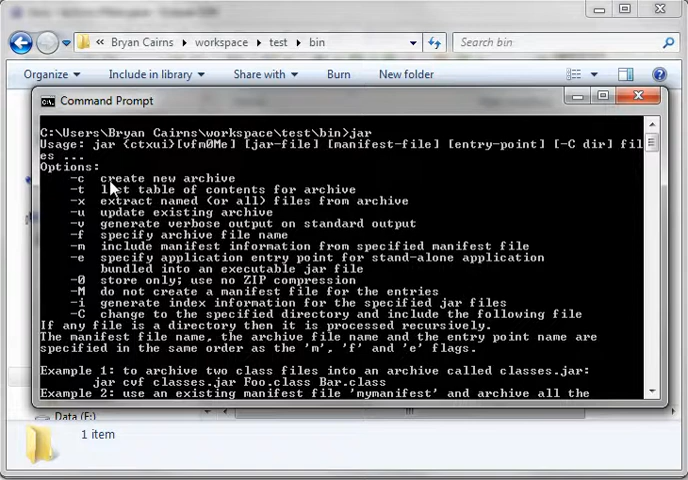 « Bryan Cairns ▸ workspace ▸ test ▸ bin
Search bin
Organize Include in library Share with Burn New folder
Command Prompt
C:\Users\Bryan Cairns\workspace\test\bin>jar
Usage: jar {ctxui}[vfm0Me] [jar-file] [manifest-file] [entry-point] [-C dir] fil
es ...
Options:
-c create new archive
-t list table of contents for archive
-x extract named (or all) files from archive
-u update existing archive
-v generate verbose output on standard output
-f specify archive file name
-m include manifest information from specified manifest file
-e specify application entry point for stand-alone application
bundled into an executable jar file
-0 store only; use no ZIP compression
-M do not create a manifest file for the entries
-i generate index information for the specified jar files
-C change to the specified directory and include the following file
If any file is a directory then it is processed recursively.
The manifest file name, the archive file name and the entry point name are
specified in the same order as the 'm', 'f' and 'e' flags.
Example 1: to archive two class files into an archive called classes.jar:
jar cvf classes.jar Foo.class Bar.class
Example 2: use an existing manifest file 'mymanifest' and archive all the
Data (F:)
1 item